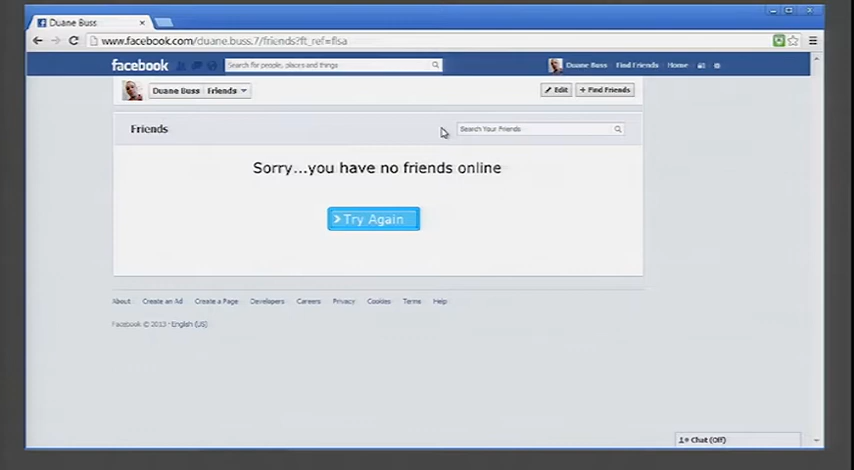 Duane Buss
www.facebook.com/duane.buss.7/friends?ft_ref=flsa
facebook Search for people, places and things Duane Buss Find Friends Home
Duane Buss Friends Edit + Find Friends
Friends Search Your Friends
Sorry...you have no friends online
Try Again
About Create an Ad Create a Page Developers Careers Privacy Cookies Terms Help
Facebook © 2013 · English (US)
Chat (Off)